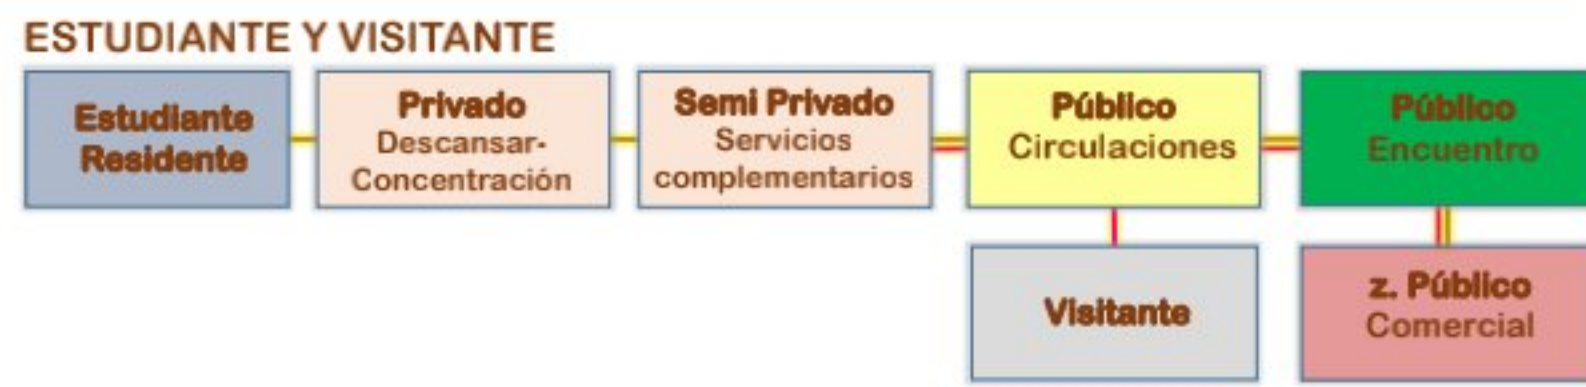 ESTUDIANTE Y VISITANTE
Estudiante
Residente
Privado
Descansar-
Concentración
Semi Privado
Servicios
complementarios
Público
Circulaciones
Público
Encuentro
Visitante
z. Público
Comercial